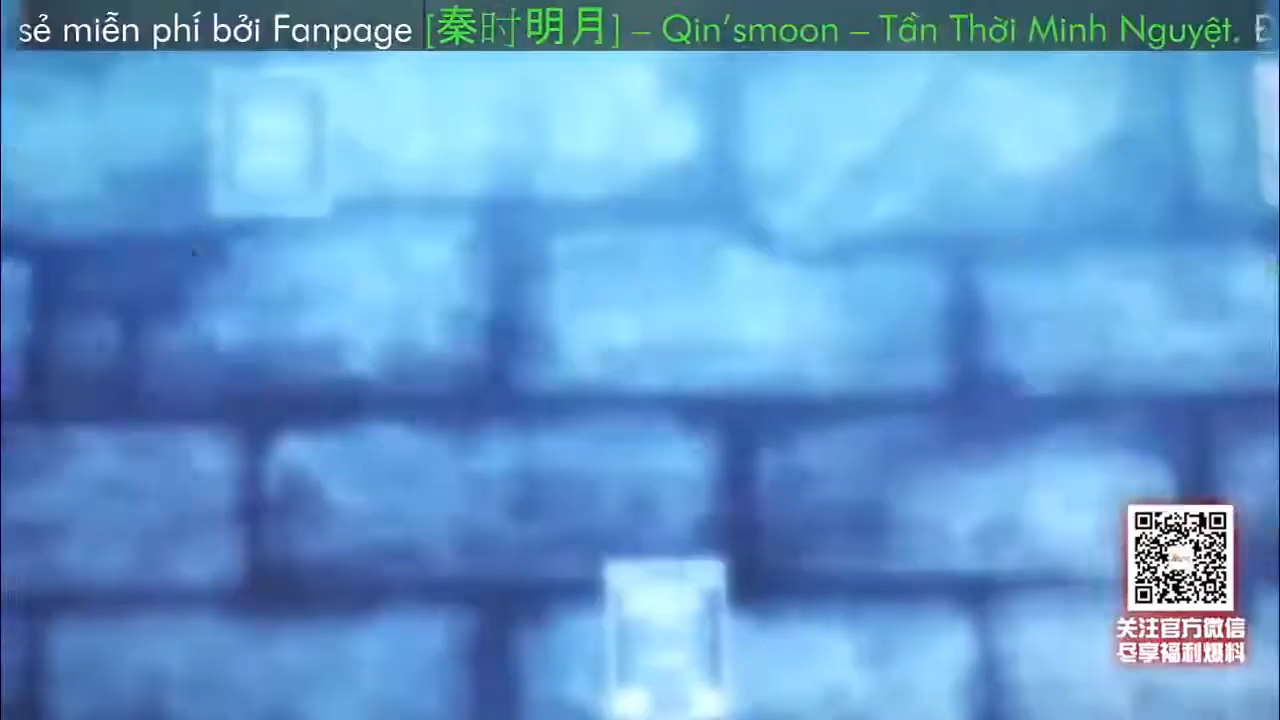 sẻ miễn phí bởi Fanpage [秦时明月] – Qin’smoon – Tần Thời Minh Nguyệt. Đ
关注官方微信
尽享福利爆料